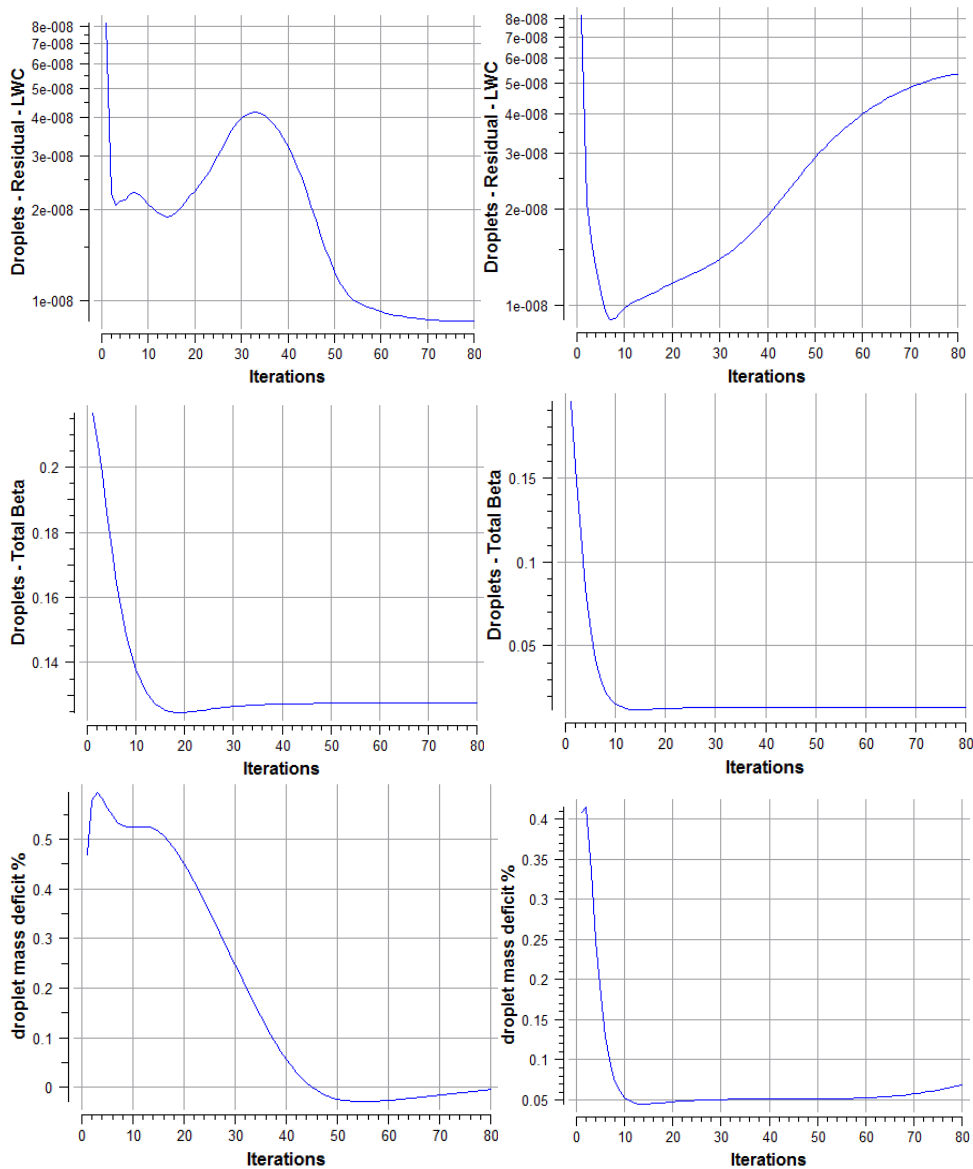 Droplets - Residual - LWC
8e-008
7e-008
6e-008
5e-008
4e-008
3e-008
2e-008
1e-008
0 10 20 30 40 50 60 70 80
Iterations
Droplets - Residual - LWC
8e-008
7e-008
6e-008
5e-008
4e-008
3e-008
2e-008
1e-008
0 10 20 30 40 50 60 70 80
Iterations
Droplets - Total Beta
0.2
0.18
0.16
0.14
0 10 20 30 40 50 60 70 80
Iterations
Droplets - Total Beta
0.15
0.1
0.05
0 10 20 30 40 50 60 70 80
Iterations
droplet mass deficit %
0.5
0.4
0.3
0.2
0.1
0
0 10 20 30 40 50 60 70 80
Iterations
droplet mass deficit %
0.4
0.35
0.3
0.25
0.2
0.15
0.1
0.05
0 10 20 30 40 50 60 70 80
Iterations